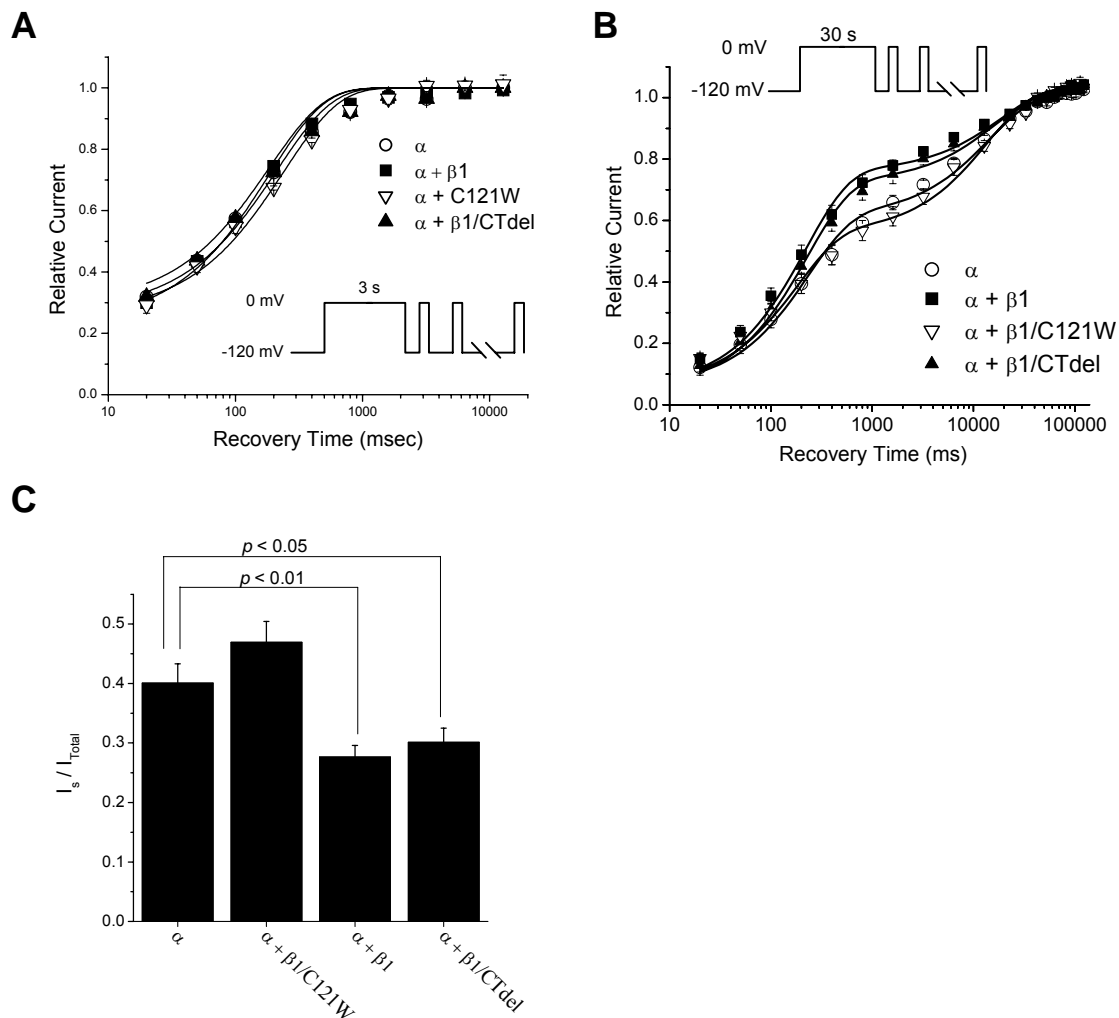 A
1.0
0.8
0.6
0.4
0.2
0.0
Relative Current
α
α + β1
α + C121W
α + β1/CTdel
3 s
0 mV
-120 mV
10
100
1000
10000
Recovery Time (msec)
B
30 s
0 mV
-120 mV
1.0
0.8
0.6
0.4
0.2
0.0
Relative Current
α
α + β1
α + β1/C121W
α + β1/CTdel
10
100
1000
10000
100000
Recovery Time (ms)
C
p < 0.05
p < 0.01
0.5
0.4
0.3
0.2
0.1
0.0
Is / ITotal
α
α + β1/C121W
α + β1
α + β1/CTdel